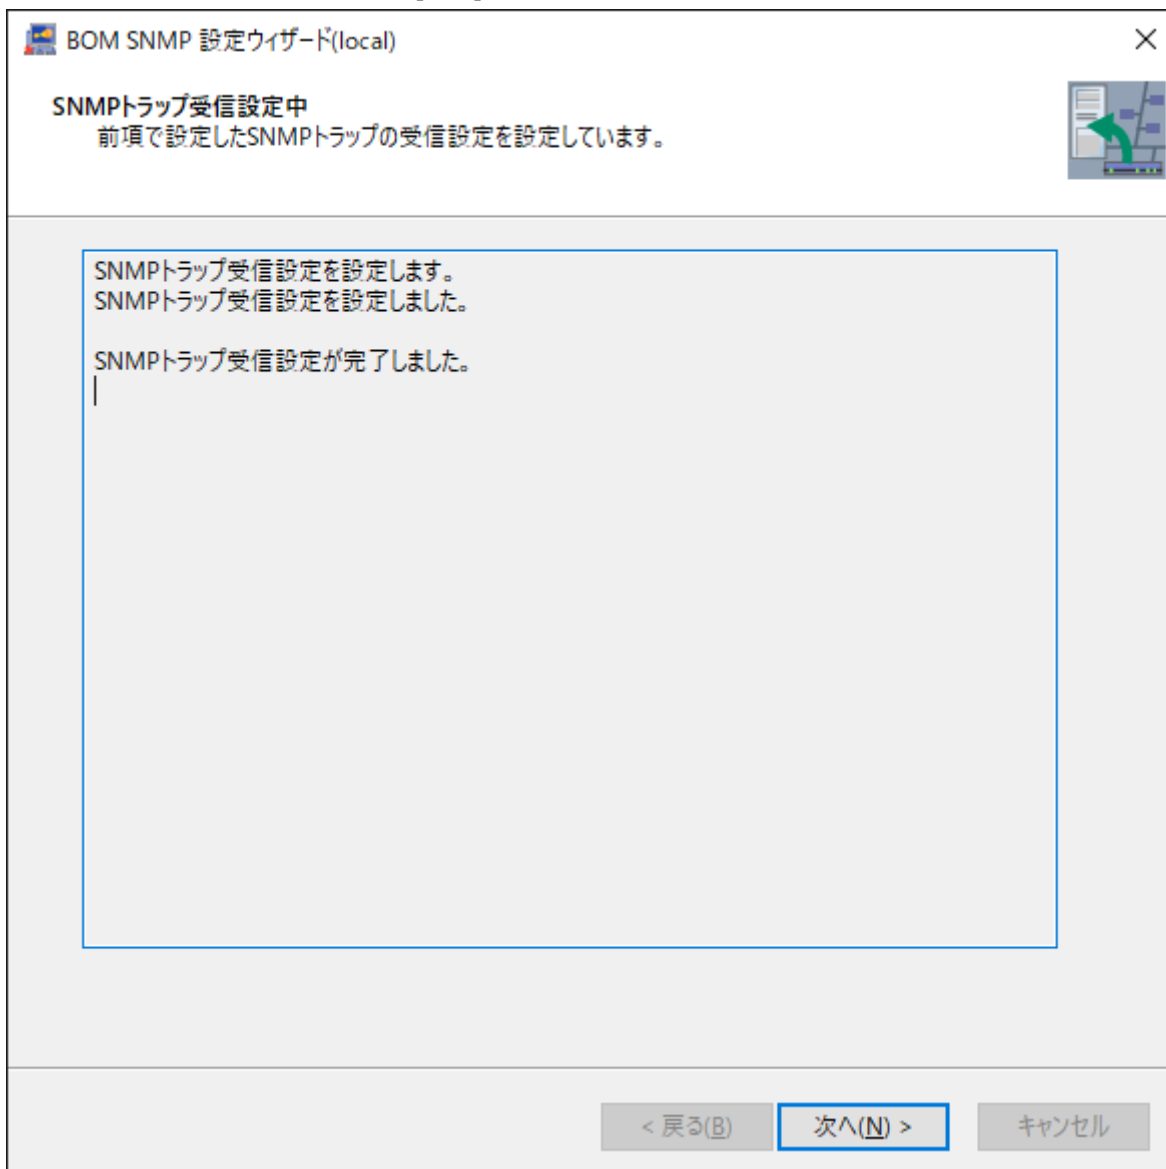 BOM SNMP 設定ウィザード(local)
SNMPトラップ受信設定中
前項で設定したSNMPトラップの受信設定を設定しています。
SNMPトラップ受信設定を設定します。
SNMPトラップ受信設定を設定しました。
SNMPトラップ受信設定が完了しました。
< 戻る(B)
次へ(N) >
キャンセル